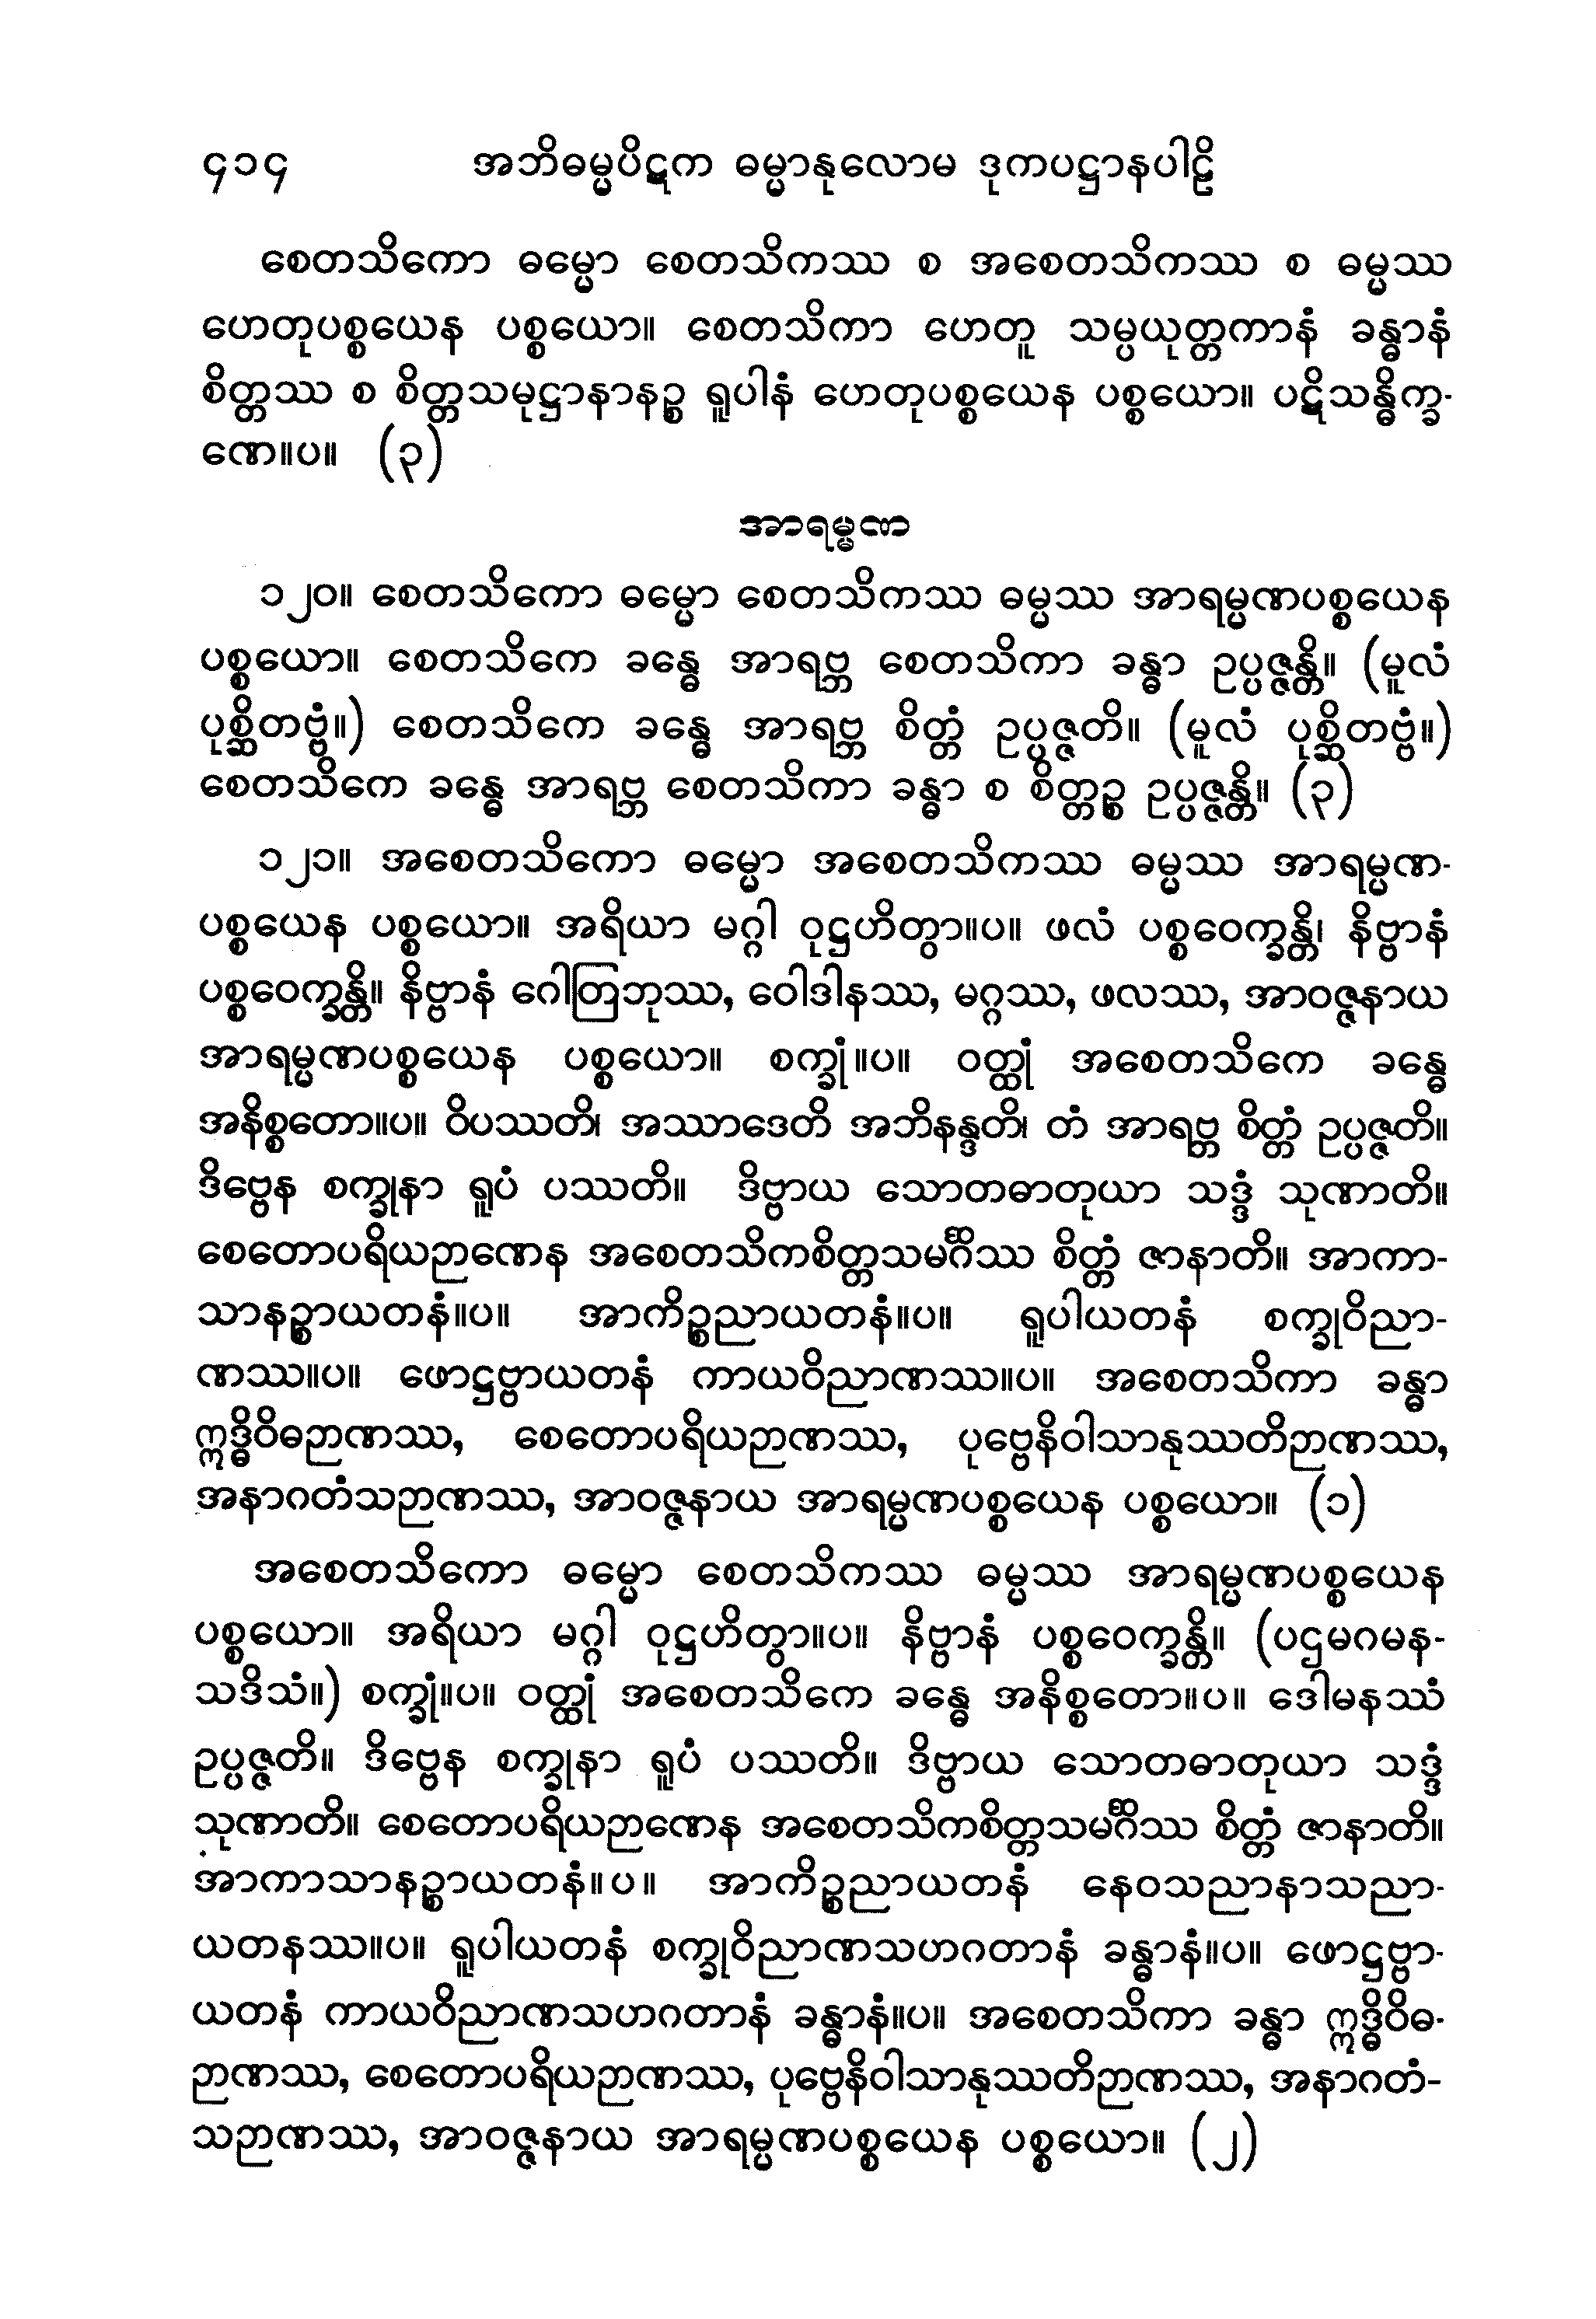 ၄၁၄ အဘိဓမ္မပိဋက ဓမ္မာနုလောမ ဒုကပဋ္ဌာနပါဠိ
စေတသိကော ဓမ္မော စေတသိကဿ စ အစေတသိကဿ စ ဓမ္မဿ
ဟေတုပစ္စယေန ပစ္စယော။ စေတသိကာ ဟေတူ သမ္ပယုတ္တကာနံ ခန္ဓာနံ
စိတ္တဿ စ စိတ္တသမုဋ္ဌာနာနဉ္စ ရူပါနံ ဟေတုပစ္စယေန ပစ္စယော။ ပဋိသန္ဓိက္ခ-
ဏေ။ပ။ (၃)
အာရမ္မဏ
၁၂၀။ စေတသိကော ဓမ္မော စေတသိကဿ ဓမ္မဿ အာရမ္မဏပစ္စယေန
ပစ္စယော။ စေတသိကေ ခန္ဓေ အာရဗ္ဘ စေတသိကာ ခန္ဓာ ဥပ္ပဇ္ဇန္တိ။ (မူလံ
ပုစ္ဆိတဗ္ဗံ။) စေတသိကေ ခန္ဓေ အာရဗ္ဘ စိတ္တံ ဥပ္ပဇ္ဇတိ။ (မူလံ ပုစ္ဆိတဗ္ဗံ။)
စေတသိကေ ခန္ဓေ အာရဗ္ဘ စေတသိကာ ခန္ဓာ စ စိတ္တဉ္စ ဥပ္ပဇ္ဇန္တိ။ (၃)
၁၂၁။ အစေတသိကော ဓမ္မော အစေတသိကဿ ဓမ္မဿ အာရမ္မဏ-
ပစ္စယေန ပစ္စယော။ အရိယာ မဂ္ဂါ ဝုဋ္ဌဟိတွာ။ပ။ ဖလံ ပစ္စဝေက္ခန္တိ၊ နိဗ္ဗာနံ
ပစ္စဝေက္ခန္တိ။ နိဗ္ဗာနံ ဂေါတြဘုဿ, ဝေါဒါနဿ, မဂ္ဂဿ, ဖလဿ, အာဝဇ္ဇနာယ
အာရမ္မဏပစ္စယေန ပစ္စယော။ စက္ခုံ။ပ။ ဝတ္ထုံ အစေတသိကေ ခန္ဓေ
အနိစ္စတော။ပ။ ဝိပဿတိ၊ အဿာဒေတိ အဘိနန္ဒတိ၊ တံ အာရဗ္ဘ စိတ္တံ ဥပ္ပဇ္ဇတိ။
ဒိဗ္ဗေန စက္ခုနာ ရူပံ ပဿတိ။ ဒိဗ္ဗာယ သောတဓာတုယာ သဒ္ဒံ သုဏာတိ။
စေတောပရိယဉာဏေန အစေတသိကစိတ္တသမင်္ဂိဿ စိတ္တံ ဇာနာတိ။ အာကာ-
သာနဉ္စာယတနံ။ပ။ အာကိဉ္စညာယတနံ။ပ။ ရူပါယတနံ စက္ခုဝိညာ-
ဏဿ။ပ။ ဖောဋ္ဌဗ္ဗာယတနံ ကာယဝိညာဏဿ။ပ။ အစေတသိကာ ခန္ဓာ
ဣဒ္ဓိဝိဓဉာဏဿ, စေတောပရိယဉာဏဿ, ပုဗ္ဗေနိဝါသာနုဿတိဉာဏဿ,
အနာဂတံသဉာဏဿ, အာဝဇ္ဇနာယ အာရမ္မဏပစ္စယေန ပစ္စယော။ (၁)
အစေတသိကော ဓမ္မော စေတသိကဿ ဓမ္မဿ အာရမ္မဏပစ္စယေန
ပစ္စယော။ အရိယာ မဂ္ဂါ ဝုဋ္ဌဟိတွာ။ပ။ နိဗ္ဗာနံ ပစ္စဝေက္ခန္တိ။ (ပဌမဂမန-
သဒိသံ။) စက္ခုံ။ပ။ ဝတ္ထုံ အစေတသိကေ ခန္ဓေ အနိစ္စတော။ပ။ ဒေါမနဿံ
ဥပ္ပဇ္ဇတိ။ ဒိဗ္ဗေန စက္ခုနာ ရူပံ ပဿတိ။ ဒိဗ္ဗာယ သောတဓာတုယာ သဒ္ဒံ
သုဏာတိ။ စေတောပရိယဉာဏေန အစေတသိကစိတ္တသမင်္ဂိဿ စိတ္တံ ဇာနာတိ။
အာကာသာနဉ္စာယတနံ။ပ။ အာကိဉ္စညာယတနံ နေဝသညာနာသညာ-
ယတနဿ။ပ။ ရူပါယတနံ စက္ခုဝိညာဏသဟဂတာနံ ခန္ဓာနံ။ပ။ ဖောဋ္ဌဗ္ဗာ-
ယတနံ ကာယဝိညာဏသဟဂတာနံ ခန္ဓာနံ။ပ။ အစေတသိကာ ခန္ဓာ ဣဒ္ဓိဝိဓ-
ဉာဏဿ, စေတောပရိယဉာဏဿ, ပုဗ္ဗေနိဝါသာနုဿတိဉာဏဿ, အနာဂတံ-
သဉာဏဿ, အာဝဇ္ဇနာယ အာရမ္မဏပစ္စယေန ပစ္စယော။ (၂)